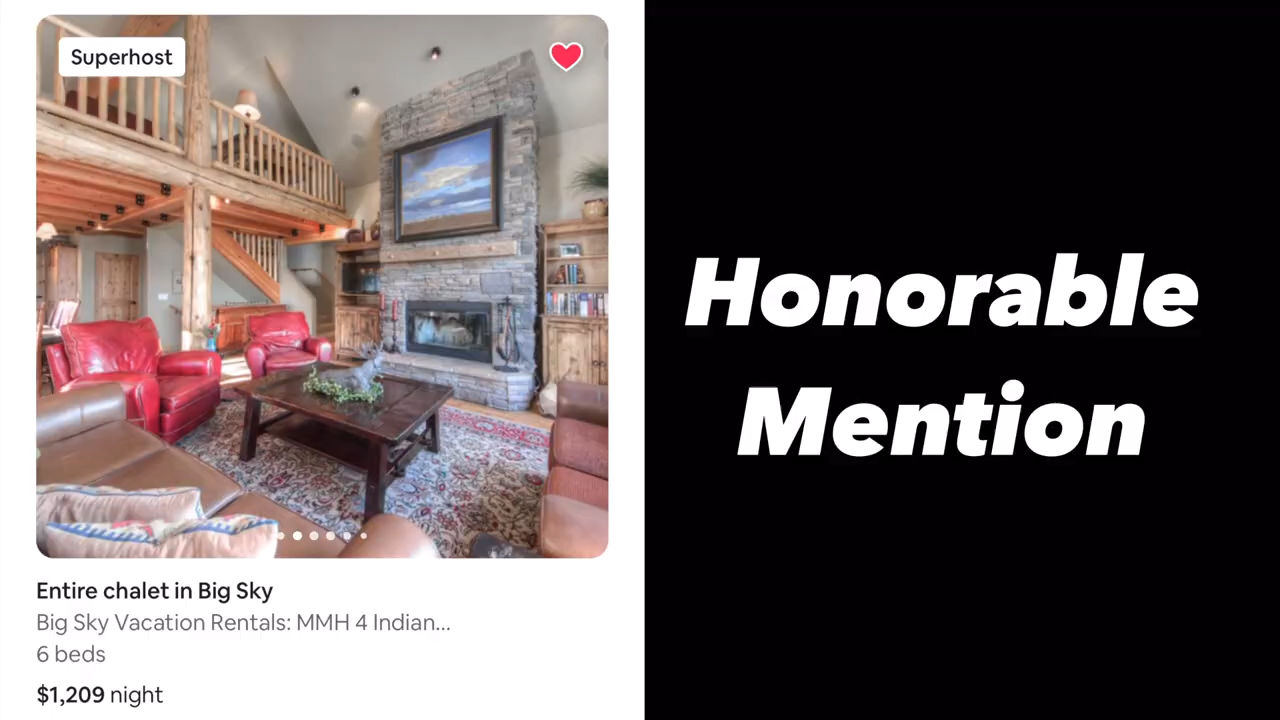 Superhost
Entire chalet in Big Sky
Big Sky Vacation Rentals: MMH 4 Indian...
6 beds
$1,209 night
Honorable
Mention